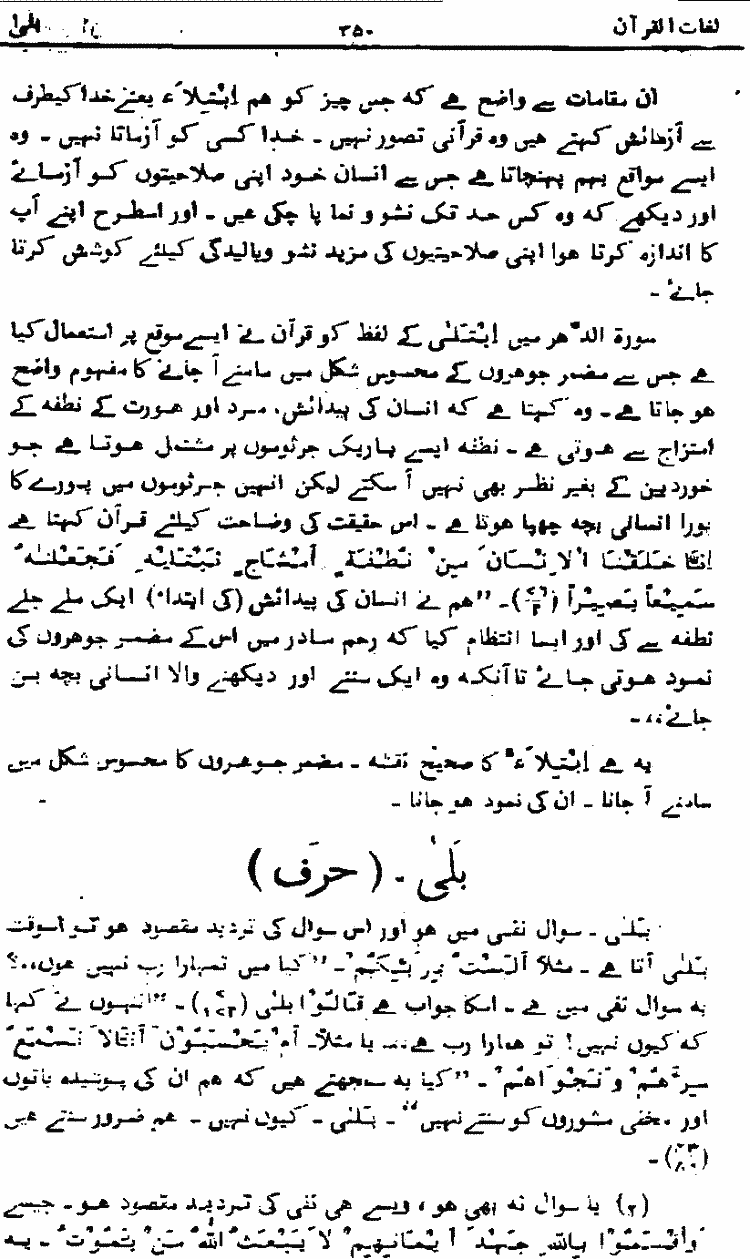 لغات القرآن ۳۵۰ بلیٰ
ان مقامات سے واضح ہے کہ جس چیز کو ہم اِبْتِلَاءٌ یعنے خدا کیطرف
سے آزمائش کہتے ہیں وہ قرآنی تصور نہیں ۔ خدا کسی کو آزماتا نہیں ۔ وہ
ایسے مواقع بہم پہنچاتا ہے جس سے انسان خود اپنی صلاحیتوں کو آزمائے
اور دیکھے کہ وہ کس حد تک نشو و نما پا چکی ہیں ۔ اور اسطرح اپنے آپ
کا اندازہ کرتا ہوا اپنی صلاحیتوں کی مزید نشو وبالیدگی کیلئے کوشش کرتا
جائے ۔
سورۃ الدّھر میں اِبْتَلٰی کے لفظ کو قرآن نے ایسے موقع پر استعمال کیا
ہے جس سے مضمر جوہروں کے محسوس شکل میں سامنے آ جانے کا مفہوم واضح
ہو جاتا ہے۔ وہ کہتا ہے کہ انسان کی پیدائش، مرد اور عورت کے نطفہ کے
امتزاج سے ہوتی ہے ۔ نطفہ ایسے باریک جرثوموں پر مشتمل ہوتا ہے جو
خوردبین کے بغیر نظر بھی نہیں آ سکتے لیکن انہیں جرثوموں میں پورے کا
پورا انسانی بچہ چھپا ہوتا ہے ۔ اس حقیقت کی وضاحت کیلئے قرآن کہتا ہے
اِنَّا خَلَقْنَا الْاِنْسَانَ مِنْ نُّطْفَةٍ اَمْشَاجٍ نَّبْتَلِیْهِ فَجَعَلْنٰهُ
سَمِیْعاً بَصِیْراً (۷۶/۲)۔ ”ہم نے انسان کی پیدائش (کی ابتداء) ایک ملے جلے
نطفہ سے کی اور ایسا انتظام کیا کہ رحم مادر میں اس کے مضمر جوہروں کی
نمود ہوتی جائے تاآنکہ وہ ایک سننے اور دیکھنے والا انسانی بچہ بن
جائے،،۔
یہ ہے اِبْتِلَاءٌ کا صحیح نقشہ ۔ مضمر جوہروں کا محسوس شکل میں
سامنے آ جانا ۔ ان کی نمود ہو جانا ۔
بَلٰی ۔ (حرف)
بَلٰی ۔ سوال نفی میں ہو اور اس سوال کی تردید مقصود ہو تو اسوقت
بَلٰی آتا ہے ۔ مثلاً اَلَسْتُ بِرَبِّکُمْ ۔ ”کیا میں تمہارا رب نہیں ہوں،،؟
یہ سوال نفی میں ہے ۔ اسکا جواب ہے قَالُوْا بَلٰی (۷/۱۷۲) ۔ ”انہوں نے کہا
کہ کیوں نہیں! تو ہمارا رب ہے،،۔ یا مثلاً۔ اَمْ یَحْسَبُوْنَ اَنَّا لَا نَسْمَعُ
سِرَّهُمْ وَ نَجْوَاهُمْ ۔ ”کیا یہ سمجھتے ہیں کہ ہم ان کی پوشیدہ باتوں
اور مخفی مشوروں کو سنتے نہیں“ ۔ بَلٰی ۔ کیوں نہیں ۔ ہم ضرور سنتے ہیں
(۴۳/۸۰)۔
(۲) یا سوال نہ بھی ہو ، ویسے ہی نفی کی تردید مقصود ہو ۔ جیسے
وَاَقْسَمُوْا بِاللّٰهِ جَهْدَ اَیْمَانِهِمْ لَا یَبْعَثُ اللّٰهُ مَنْ یَّمُوْتُ ۔ یہ